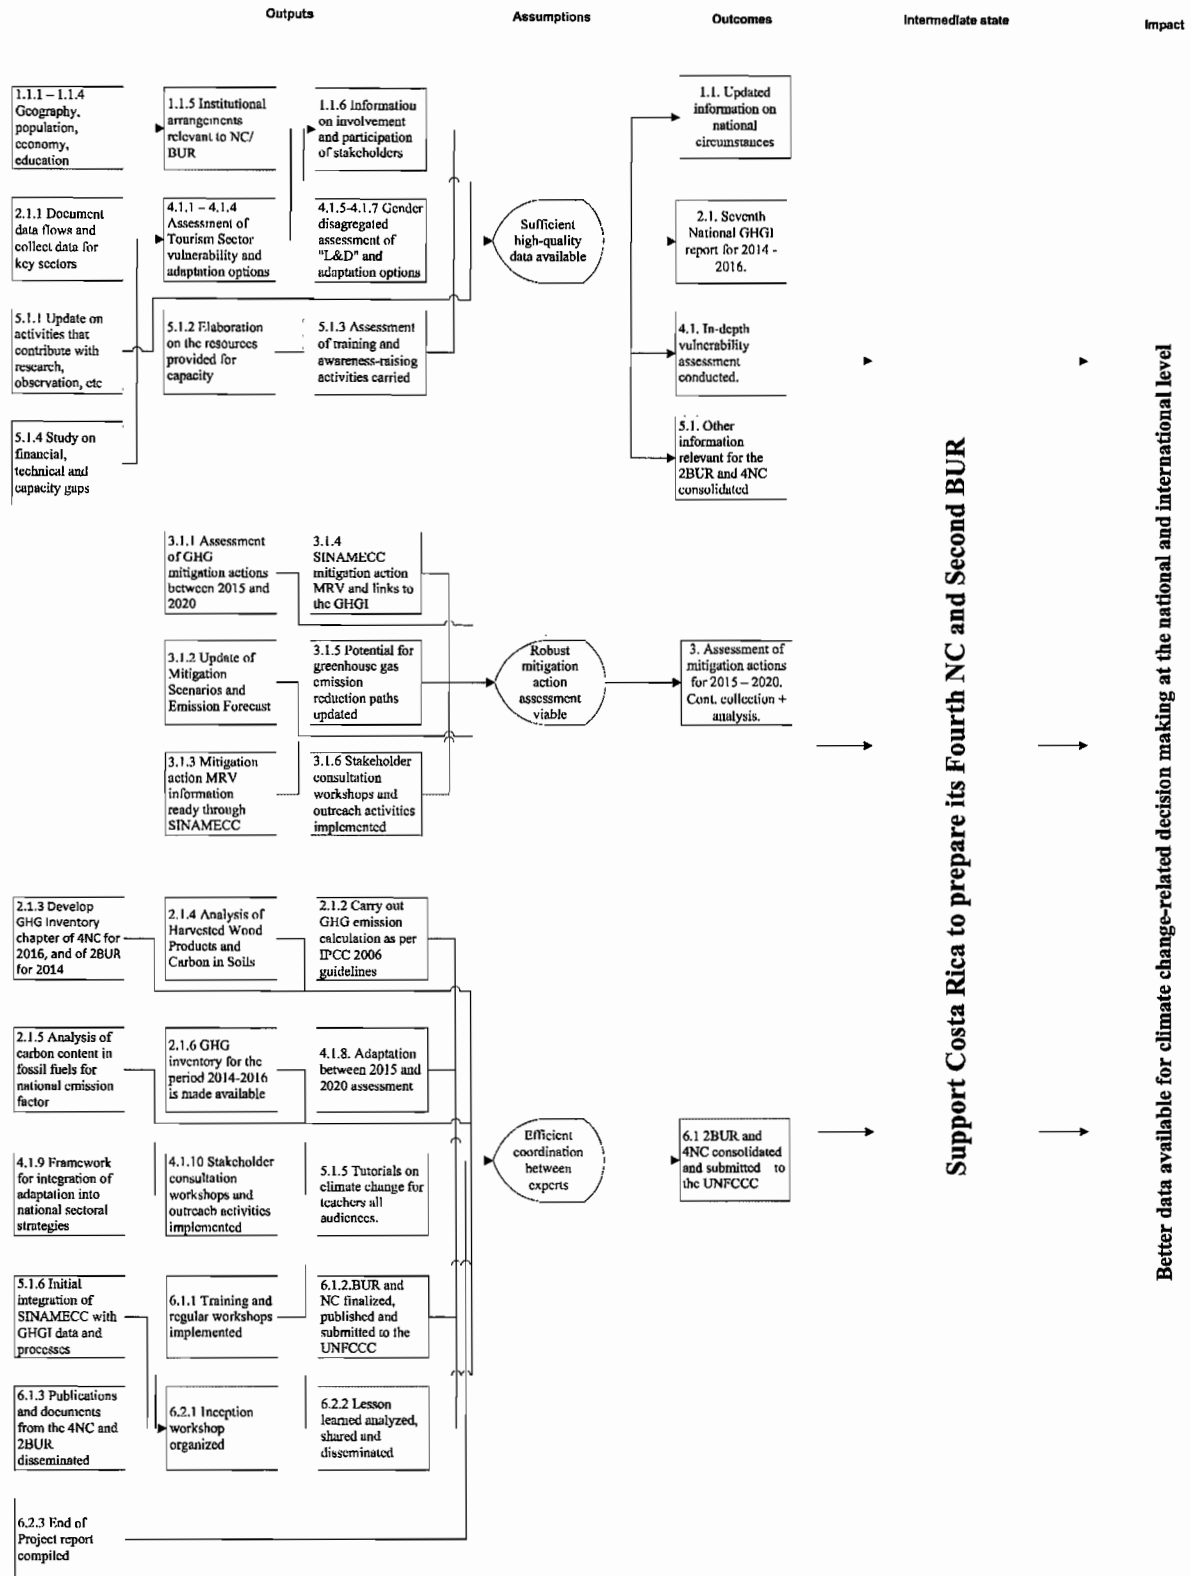 Outputs
Assumptions
Outcomes
Intermediate state
Impact
1.1.1 – 1.1.4
Geography,
population,
economy,
education
1.1.5 Institutional
arrangements
relevant to NC/
BUR
1.1.6 Information
on involvement
and participation
of stakeholders
1.1. Updated
information on
national
circumstances
2.1.1 Document
data flows and
collect data for
key sectors
4.1.1 – 4.1.4
Assessment of
Tourism Sector
vulnerability and
adaptation options
4.1.5-4.1.7 Gender
disagregated
assessment of
"L&D" and
adaptation options
Sufficient
high-quality
data available
2.1. Seventh
National GHGI
report for 2014 -
2016.
5.1.1 Update on
activities that
contribute with
research,
observation, etc
5.1.2 Elaboration
on the resources
provided for
capacity
5.1.3 Assessment
of training and
awareness-raising
activities carried
4.1. In-depth
vulnerability
assessment
conducted.
5.1.4 Study on
financial,
technical and
capacity gaps
5.1. Other
information
relevant for the
2BUR and 4NC
consolidated
3.1.1 Assessment
of GHG
mitigation actions
between 2015 and
2020
3.1.4
SINAMECC
mitigation action
MRV and links to
the GHGI
3.1.2 Update of
Mitigation
Scenarios and
Emission Forecast
3.1.5 Potential for
greenhouse gas
emission
reduction paths
updated
Robust
mitigation
action
assessment
viable
3. Assessment of
mitigation actions
for 2015 – 2020.
Cont. collection +
analysis.
3.1.3 Mitigation
action MRV
information
ready through
SINAMECC
3.1.6 Stakeholder
consultation
workshops and
outreach activities
implemented
2.1.3 Develop
GHG Inventory
chapter of 4NC for
2016, and of 2BUR
for 2014
2.1.4 Analysis of
Harvested Wood
Products and
Carbon in Soils
2.1.2 Carry out
GHG emission
calculation as per
IPCC 2006
guidelines
2.1.5 Analysis of
carbon content in
fossil fuels for
national emission
factor
2.1.6 GHG
inventory for the
period 2014-2016
is made available
4.1.8. Adaptation
between 2015 and
2020 assessment
4.1.9 Framework
for integration of
adaptation into
national sectoral
strategies
4.1.10 Stakeholder
consultation
workshops and
outreach activities
implemented
5.1.5 Tutorials on
climate change for
teachers all
audiences.
Efficient
coordination
between
experts
6.1 2BUR and
4NC consolidated
and submitted to
the UNFCCC
5.1.6 Initial
integration of
SINAMECC with
GHGI data and
processes
6.1.1 Training and
regular workshops
implemented
6.1.2.BUR and
NC finalized,
published and
submitted to the
UNFCCC
6.1.3 Publications
and documents
from the 4NC and
2BUR
disseminated
6.2.1 Inception
workshop
organized
6.2.2 Lesson
learned analyzed,
shared and
disseminated
6.2.3 End of
Project report
compiled
Support Costa Rica to prepare its Fourth NC and Second BUR
Better data available for climate change-related decision making at the national and international level